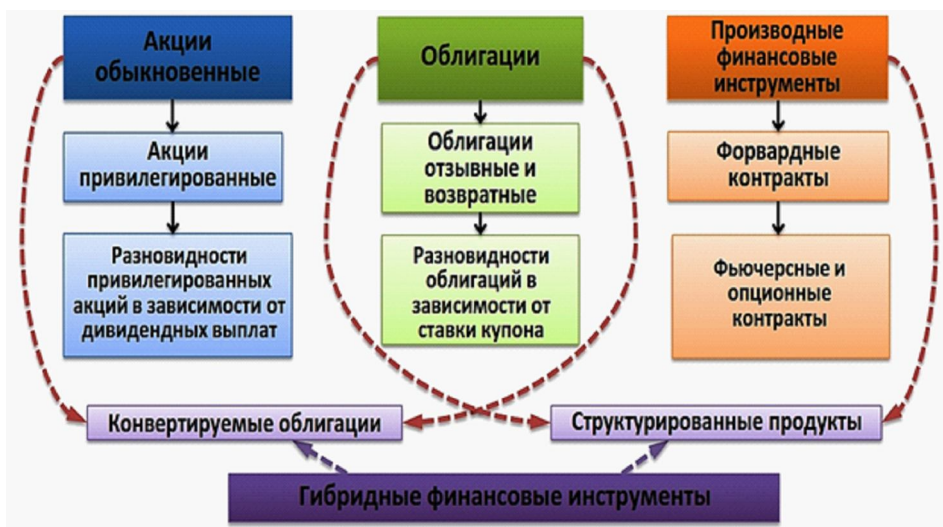 Акции
обыкновенные
Облигации
Производные
финансовые
инструменты
Акции
привилегированные
Облигации
отзывные и
возвратные
Форвардные
контракты
Разновидности
привилегированных
акций в зависимости от
дивидендных выплат
Разновидности
облигаций в
зависимости от
ставки купона
Фьючерсные и
опционные
контракты
Конвертируемые облигации
Структурированные продукты
Гибридные финансовые инструменты